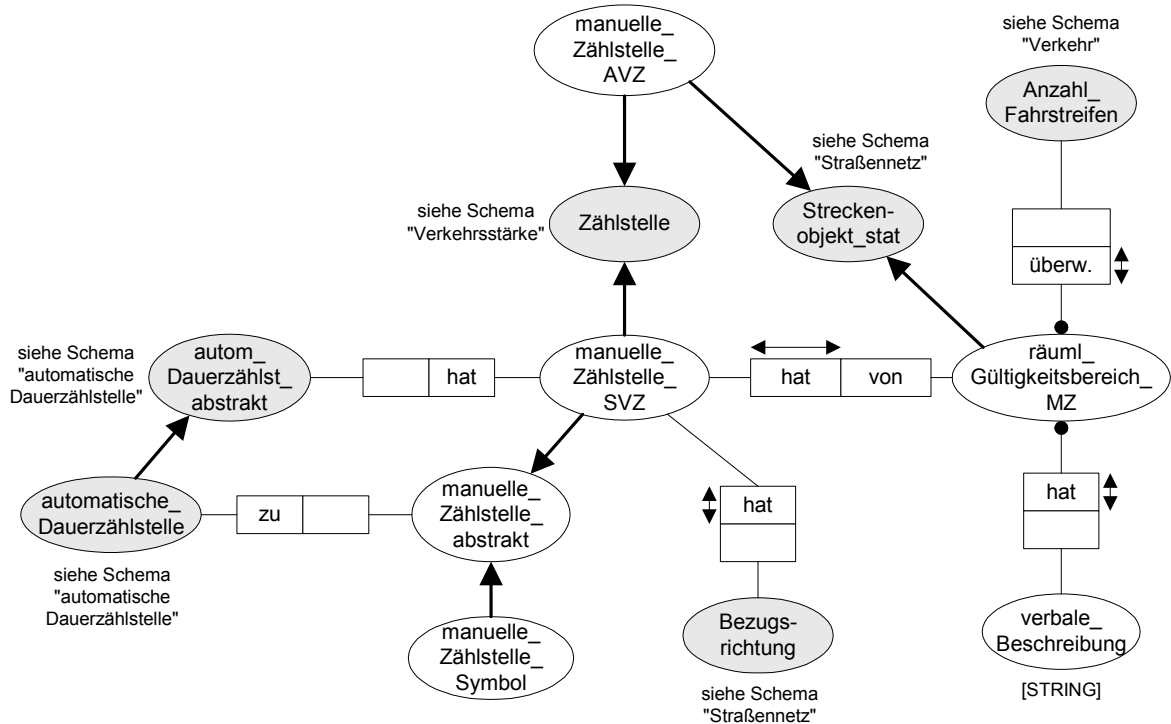 manuelle_
Zählstelle_
AVZ
siehe Schema
"Verkehr"
Anzahl_
Fahrstreifen
siehe Schema
"Straßennetz"
siehe Schema
"Verkehrsstärke"
Zählstelle
Strecken-
objekt_stat
überw.
siehe Schema
"automatische
Dauerzählstelle"
autom_
Dauerzählst_
abstrakt
hat
manuelle_
Zählstelle_
SVZ
hat
von
räuml_
Gültigkeitsbereich_
MZ
automatische_
Dauerzählstelle
zu
manuelle_
Zählstelle_
abstrakt
hat
hat
siehe Schema
"automatische
Dauerzählstelle"
manuelle_
Zählstelle_
Symbol
Bezugs-
richtung
verbale_
Beschreibung
siehe Schema
"Straßennetz"
[STRING]